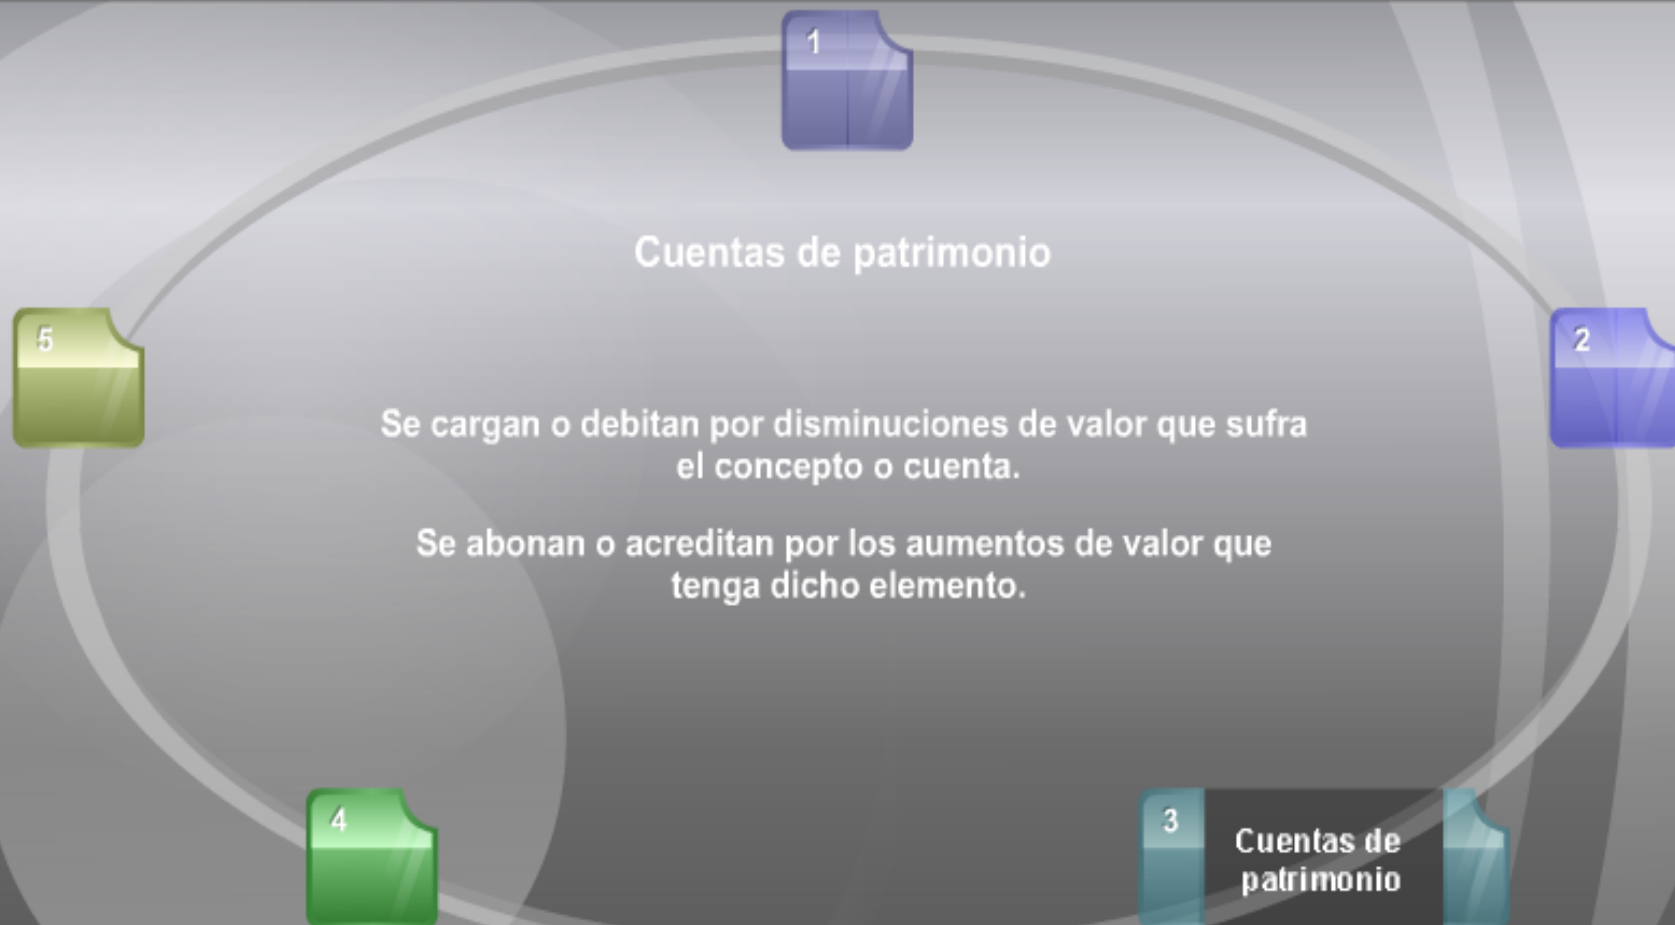 1
Cuentas de patrimonio
5
2
Se cargan o debitan por disminuciones de valor que sufra
el concepto o cuenta.
Se abonan o acreditan por los aumentos de valor que
tenga dicho elemento.
4
3
Cuentas de
patrimonio